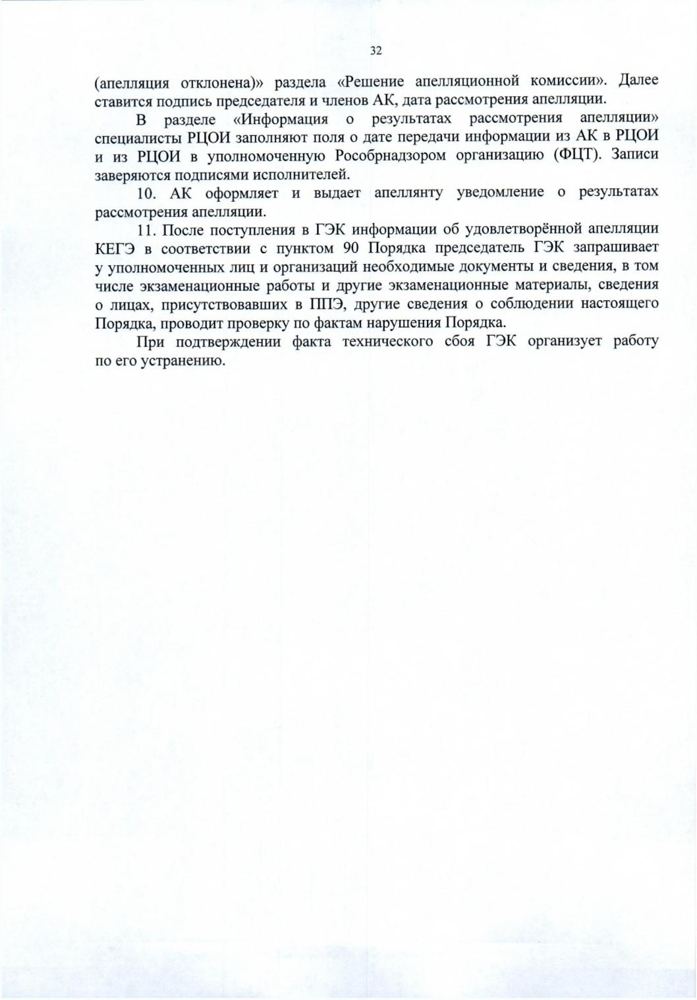 32
(апелляция отклонена)» раздела «Решение апелляционной комиссии». Далее
ставится подпись председателя и членов АК, дата рассмотрения апелляции.
В разделе «Информация о результатах рассмотрения апелляции»
специалисты РЦОИ заполняют поля о дате передачи информации из АК в РЦОИ
и из РЦОИ в уполномоченную Рособрнадзором организацию (ФЦТ). Записи
заверяются подписями исполнителей.
10. АК оформляет и выдает апеллянту уведомление о результатах
рассмотрения апелляции.
11. После поступления в ГЭК информации об удовлетворённой апелляции
КЕГЭ в соответствии с пунктом 90 Порядка председатель ГЭК запрашивает
у уполномоченных лиц и организаций необходимые документы и сведения, в том
числе экзаменационные работы и другие экзаменационные материалы, сведения
о лицах, присутствовавших в ППЭ, другие сведения о соблюдении настоящего
Порядка, проводит проверку по фактам нарушения Порядка.
При подтверждении факта технического сбоя ГЭК организует работу
по его устранению.